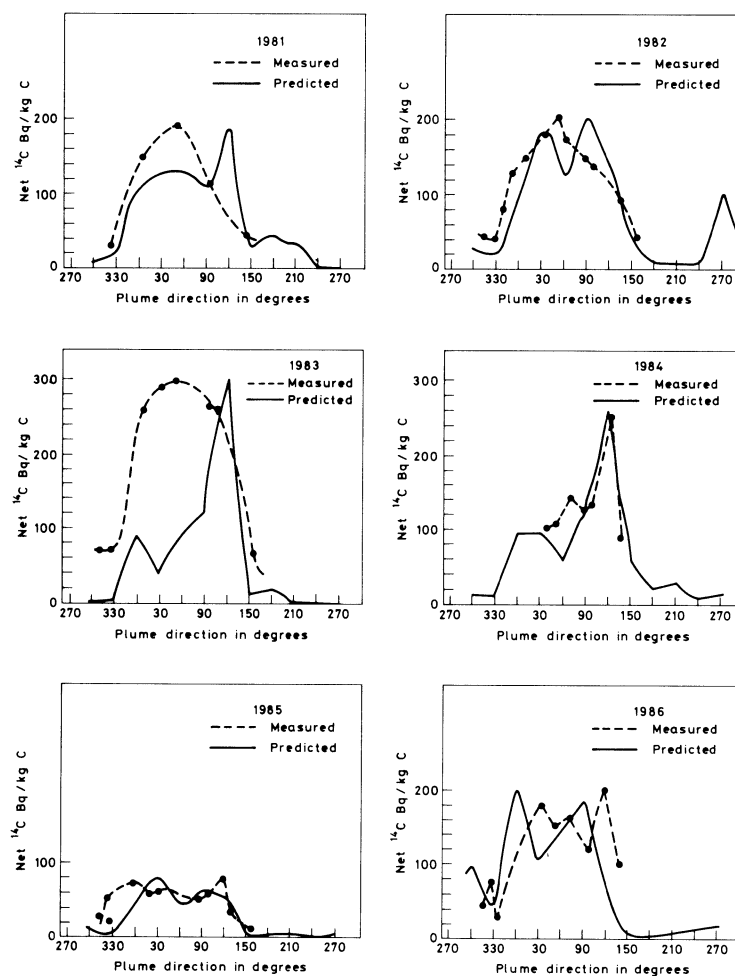 1981
Measured
Predicted
Net ¹⁴C Bq/kg C
200
100
0
270 330 30 90 150 210 270
Plume direction in degrees
1982
Measured
Predicted
Net ¹⁴C Bq/kg C
200
100
0
270 330 30 90 150 210 270
Plume direction in degrees
1983
Measured
Predicted
Net ¹⁴C Bq/kg C
300
200
100
0
270 330 30 90 150 210 270
Plume direction in degrees
1984
Measured
Predicted
Net ¹⁴C Bq/kg C
300
200
100
0
270 330 30 90 150 210 270
Plume direction in degrees
1985
Measured
Predicted
Net ¹⁴C Bq/kg C
100
0
270 330 30 90 150 210 270
Plume direction in degrees
1986
Measured
Predicted
Net ¹⁴C Bq/kg C
200
100
0
270 330 30 90 150 210 270
Plume direction in degrees